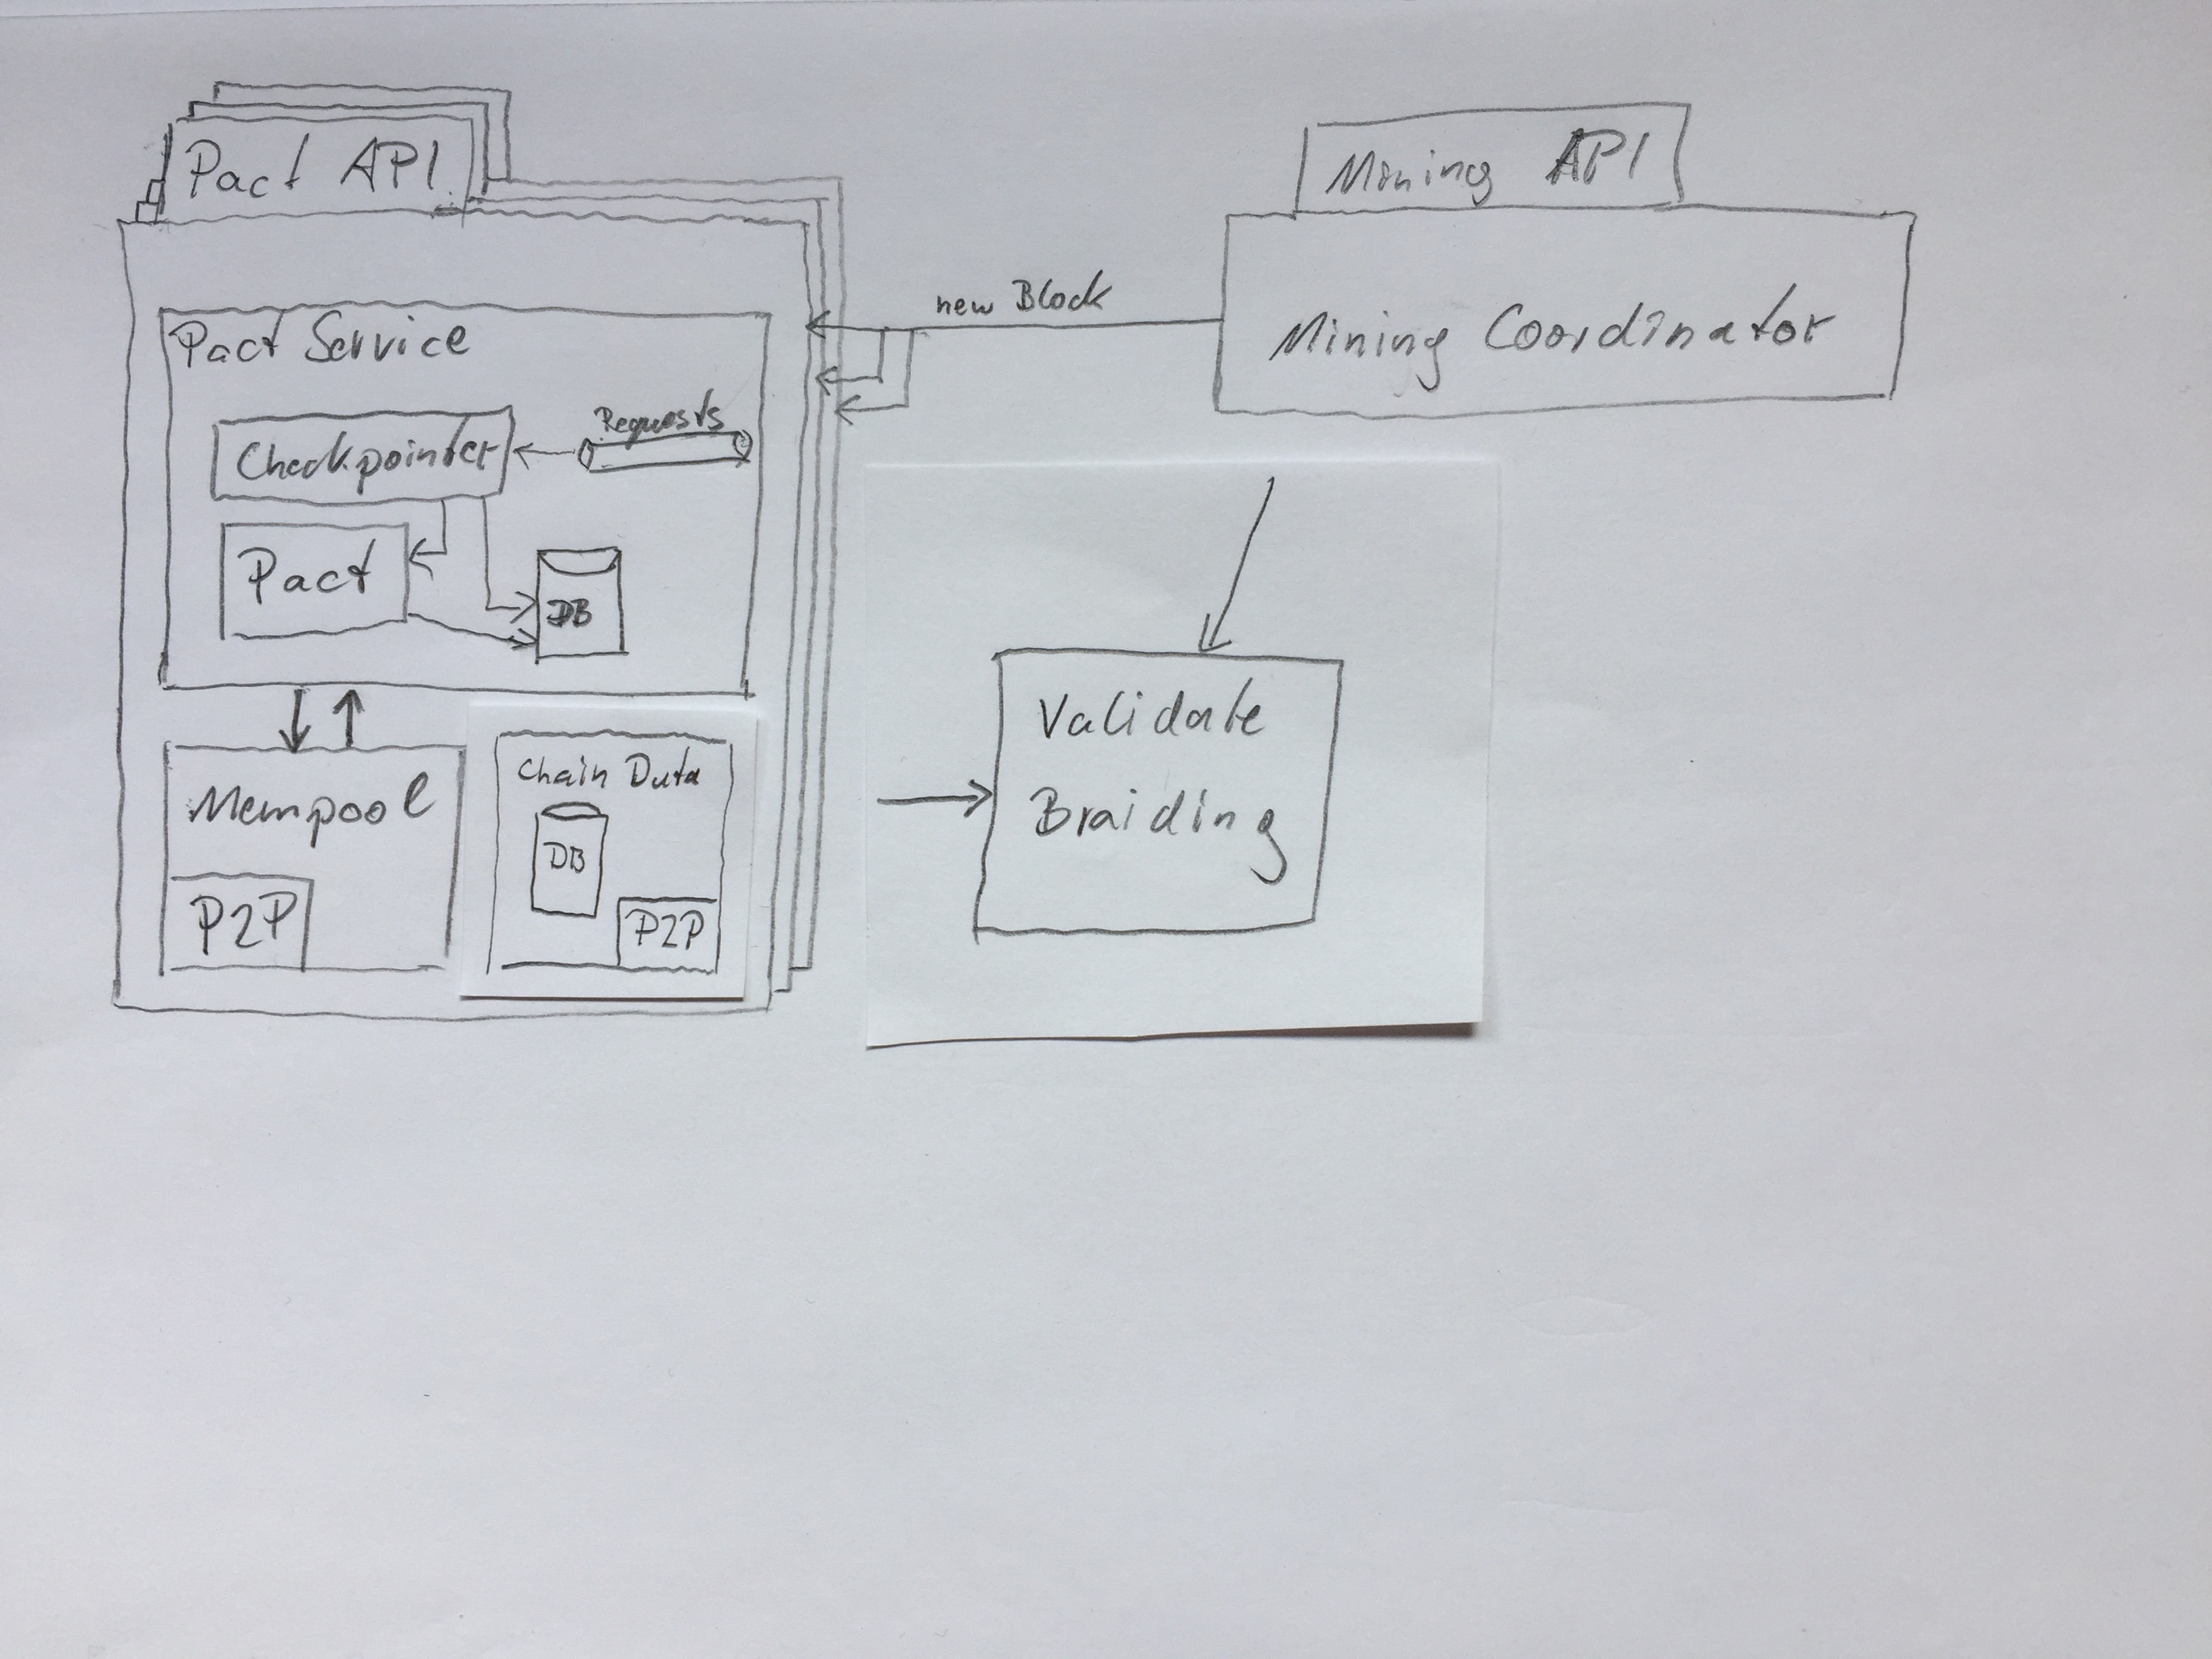 Pact API
Mining API
new Block
Mining Coordinator
Pact Service
Requests
Checkpointer
Pact
DB
Validate
Braiding
Mempool
P2P
Chain Data
DB
P2P